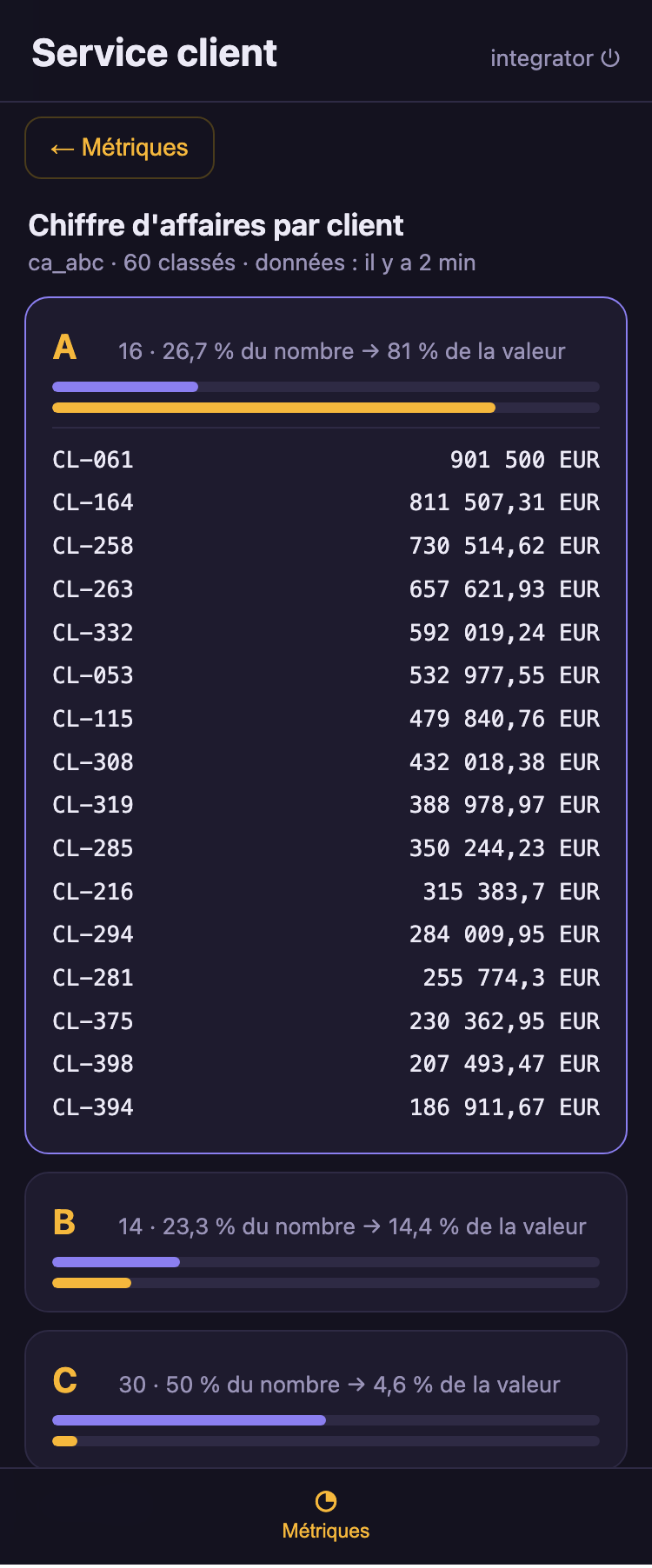 Service client
integrator
← Métriques
Chiffre d'affaires par client
ca_abc · 60 classés · données : il y a 2 min
A 16 · 26,7 % du nombre → 81 % de la valeur
CL-061 901 500 EUR
CL-164 811 507,31 EUR
CL-258 730 514,62 EUR
CL-263 657 621,93 EUR
CL-332 592 019,24 EUR
CL-053 532 977,55 EUR
CL-115 479 840,76 EUR
CL-308 432 018,38 EUR
CL-319 388 978,97 EUR
CL-285 350 244,23 EUR
CL-216 315 383,7 EUR
CL-294 284 009,95 EUR
CL-281 255 774,3 EUR
CL-375 230 362,95 EUR
CL-398 207 493,47 EUR
CL-394 186 911,67 EUR
B 14 · 23,3 % du nombre → 14,4 % de la valeur
C 30 · 50 % du nombre → 4,6 % de la valeur
Métriques